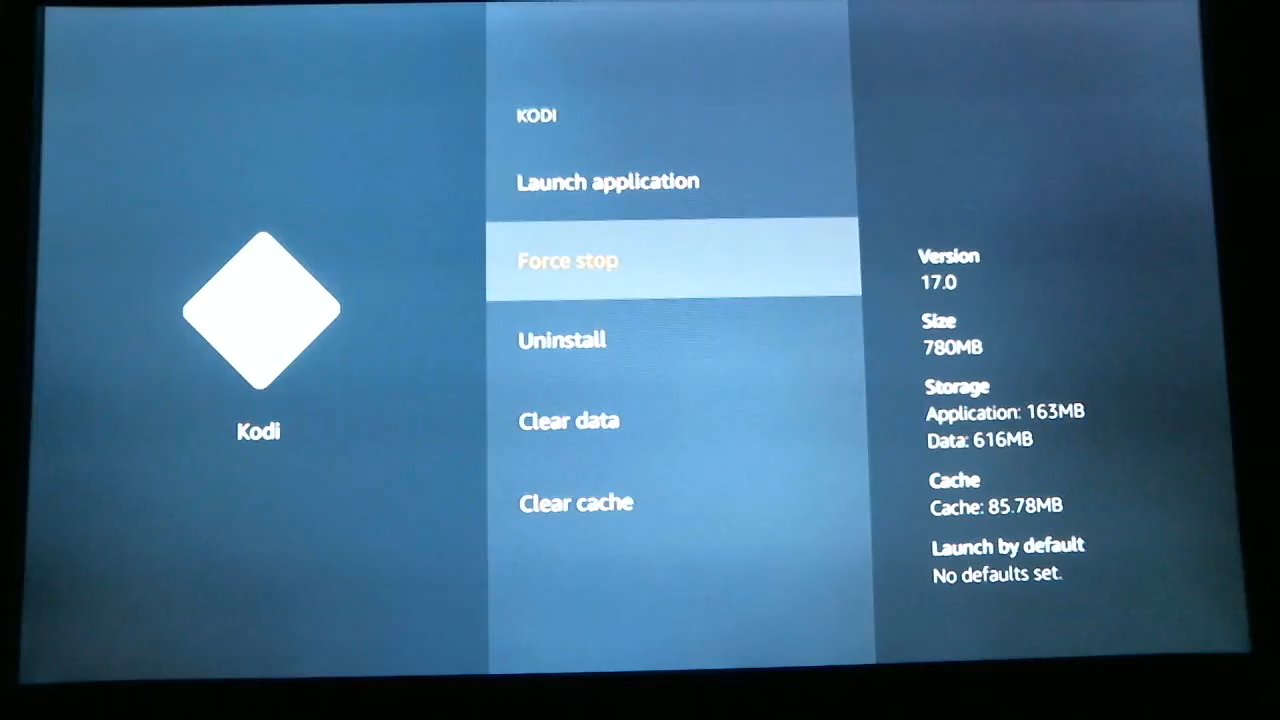 KODI
Launch application
Force stop
Uninstall
Clear data
Clear cache
Kodi
Version
17.0
Size
780MB
Storage
Application: 163MB
Data: 616MB
Cache
Cache: 85.78MB
Launch by default
No defaults set.